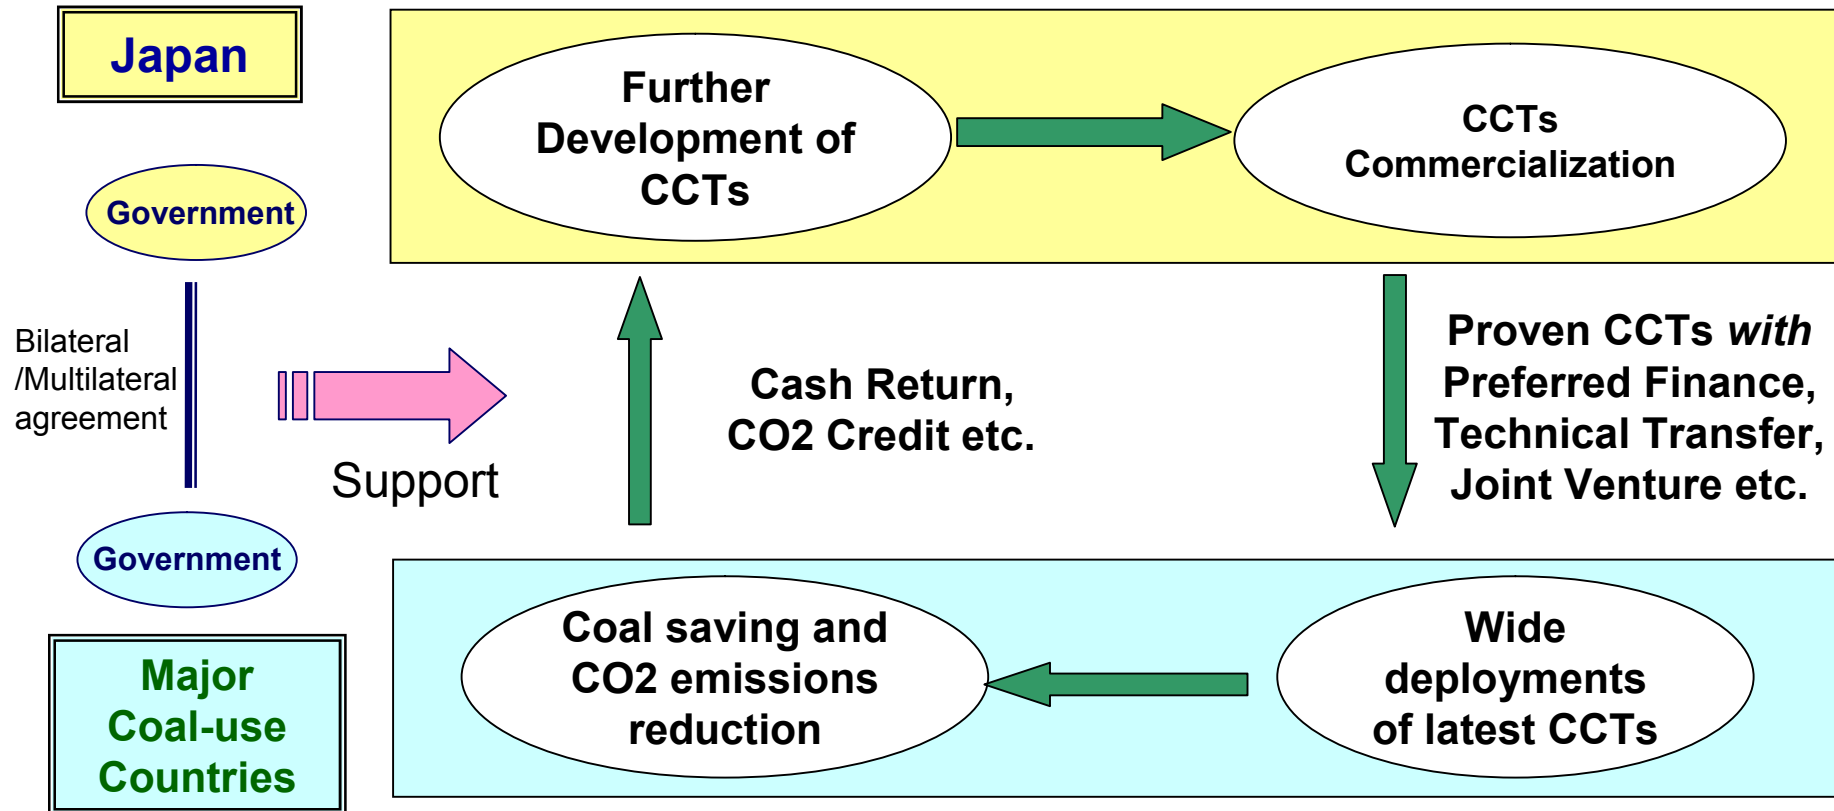 Japan
Further
Development of
CCTs
CCTs
Commercialization
Government
Bilateral
/Multilateral
agreement
Support
Cash Return,
CO2 Credit etc.
Proven CCTs with
Preferred Finance,
Technical Transfer,
Joint Venture etc.
Government
Major
Coal-use
Countries
Coal saving and
CO2 emissions
reduction
Wide
deployments
of latest CCTs